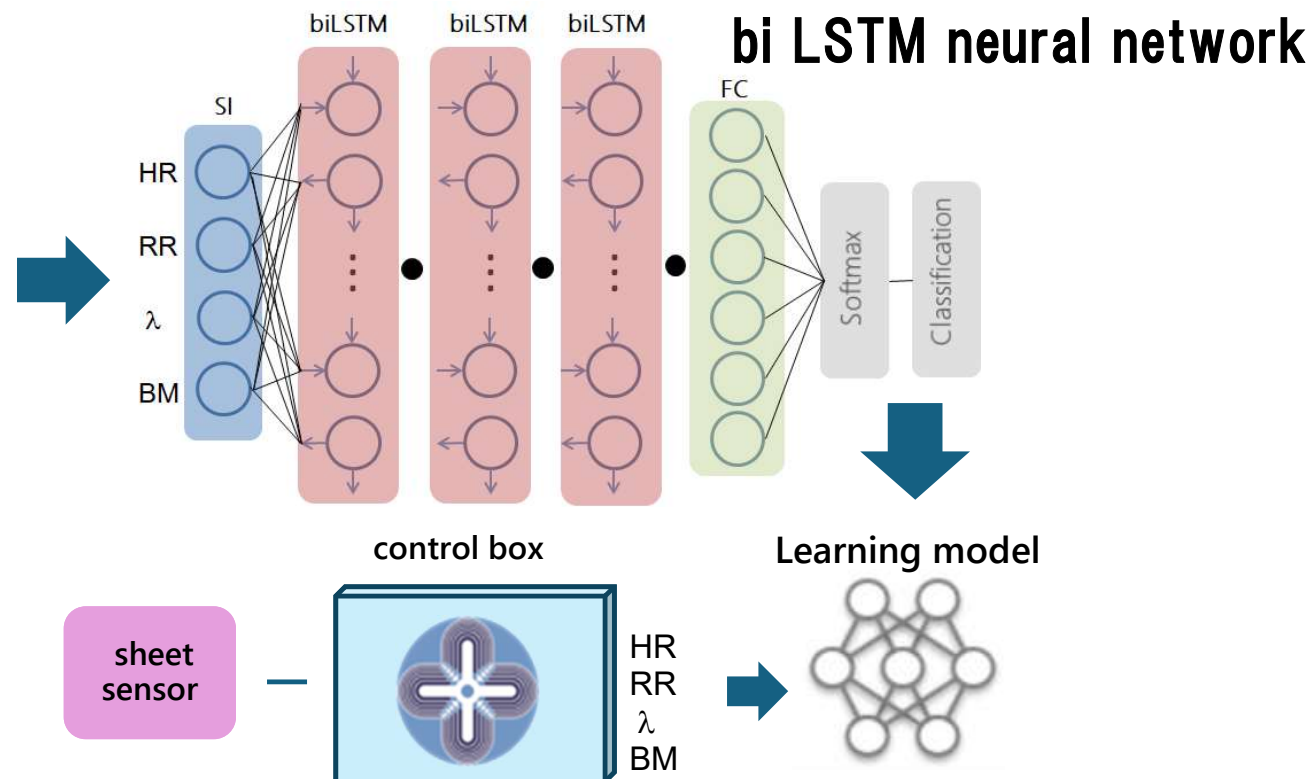 biLSTM
biLSTM
biLSTM
bi LSTM neural network
SI
FC
HR
RR
λ
BM
Softmax
Classification
control box
Learning model
sheet
sensor
HR
RR
λ
BM